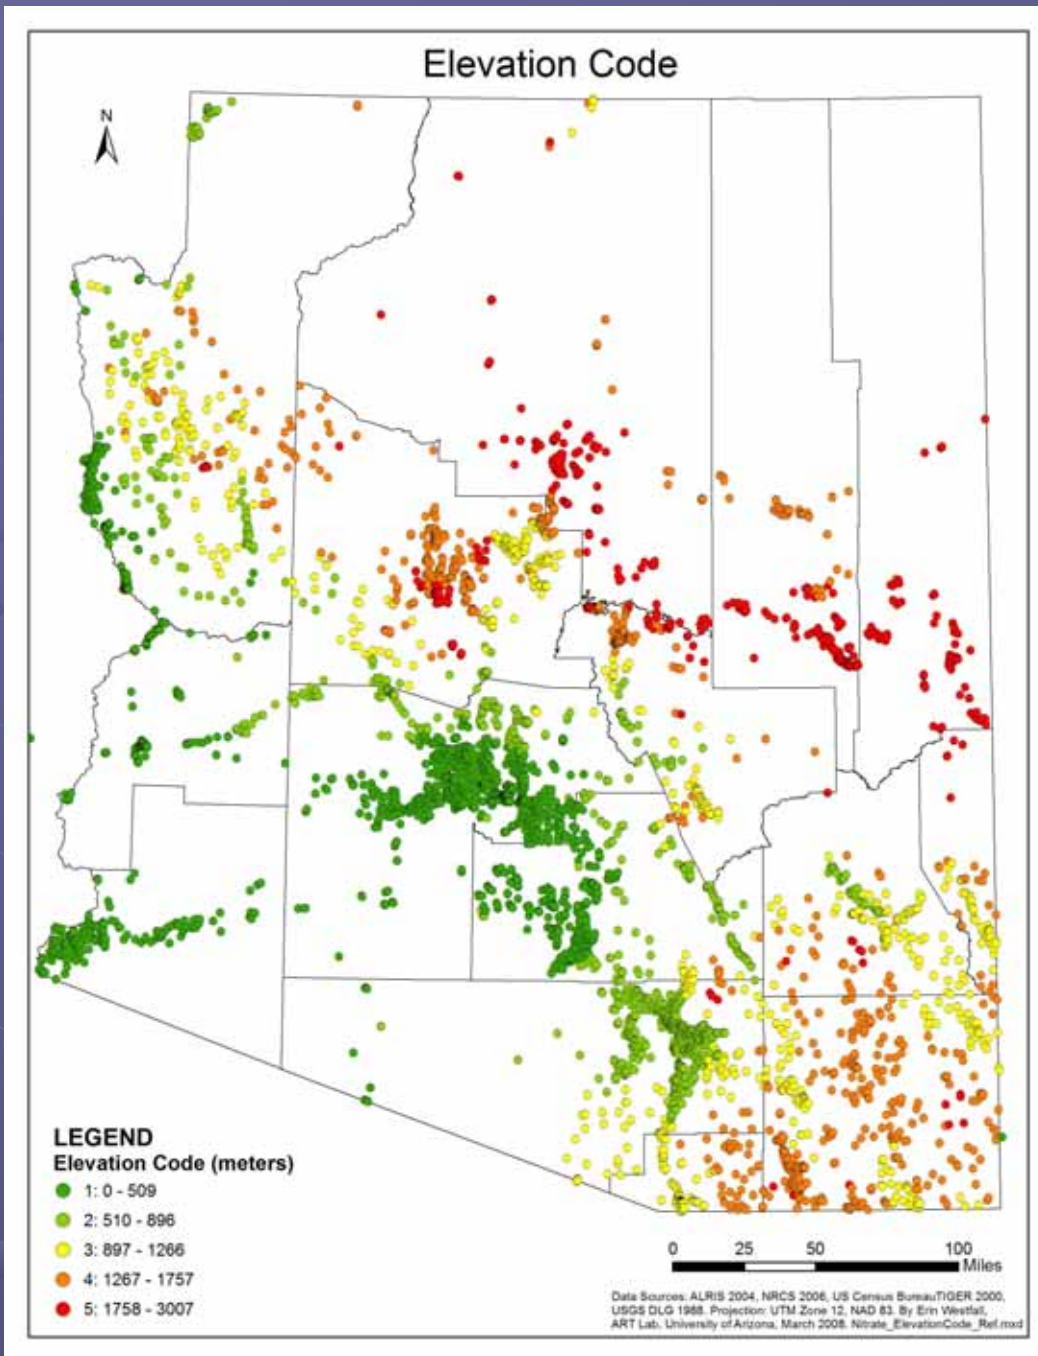 Elevation Code
N
LEGEND
Elevation Code (meters)
1: 0 - 509
2: 510 - 896
3: 897 - 1266
4: 1267 - 1757
5: 1758 - 3007
0 25 50 100
Miles
Data Sources: ALRIS 2004, NRCS 2006, US Census BureauTIGER 2000,
USGS DLG 1988. Projection: UTM Zone 12, NAD 83. By Erin Westfall,
ART Lab, University of Arizona, March 2008. Nitrate_ElevationCode_Ref.mxd